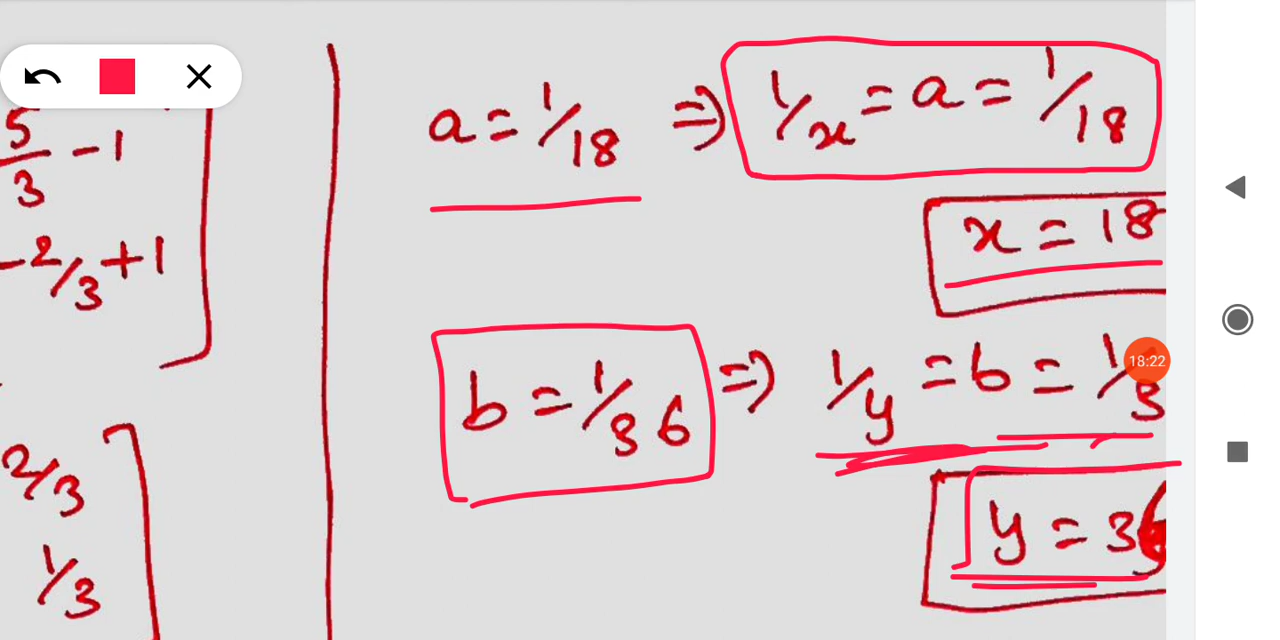 5/3 - 1
- 2/3 + 1
2/3
1/3
a = 1/18 ⇒ 1/x = a = 1/18
x = 18
b = 1/36 ⇒ 1/y = b = 1/3
18:22
y = 36